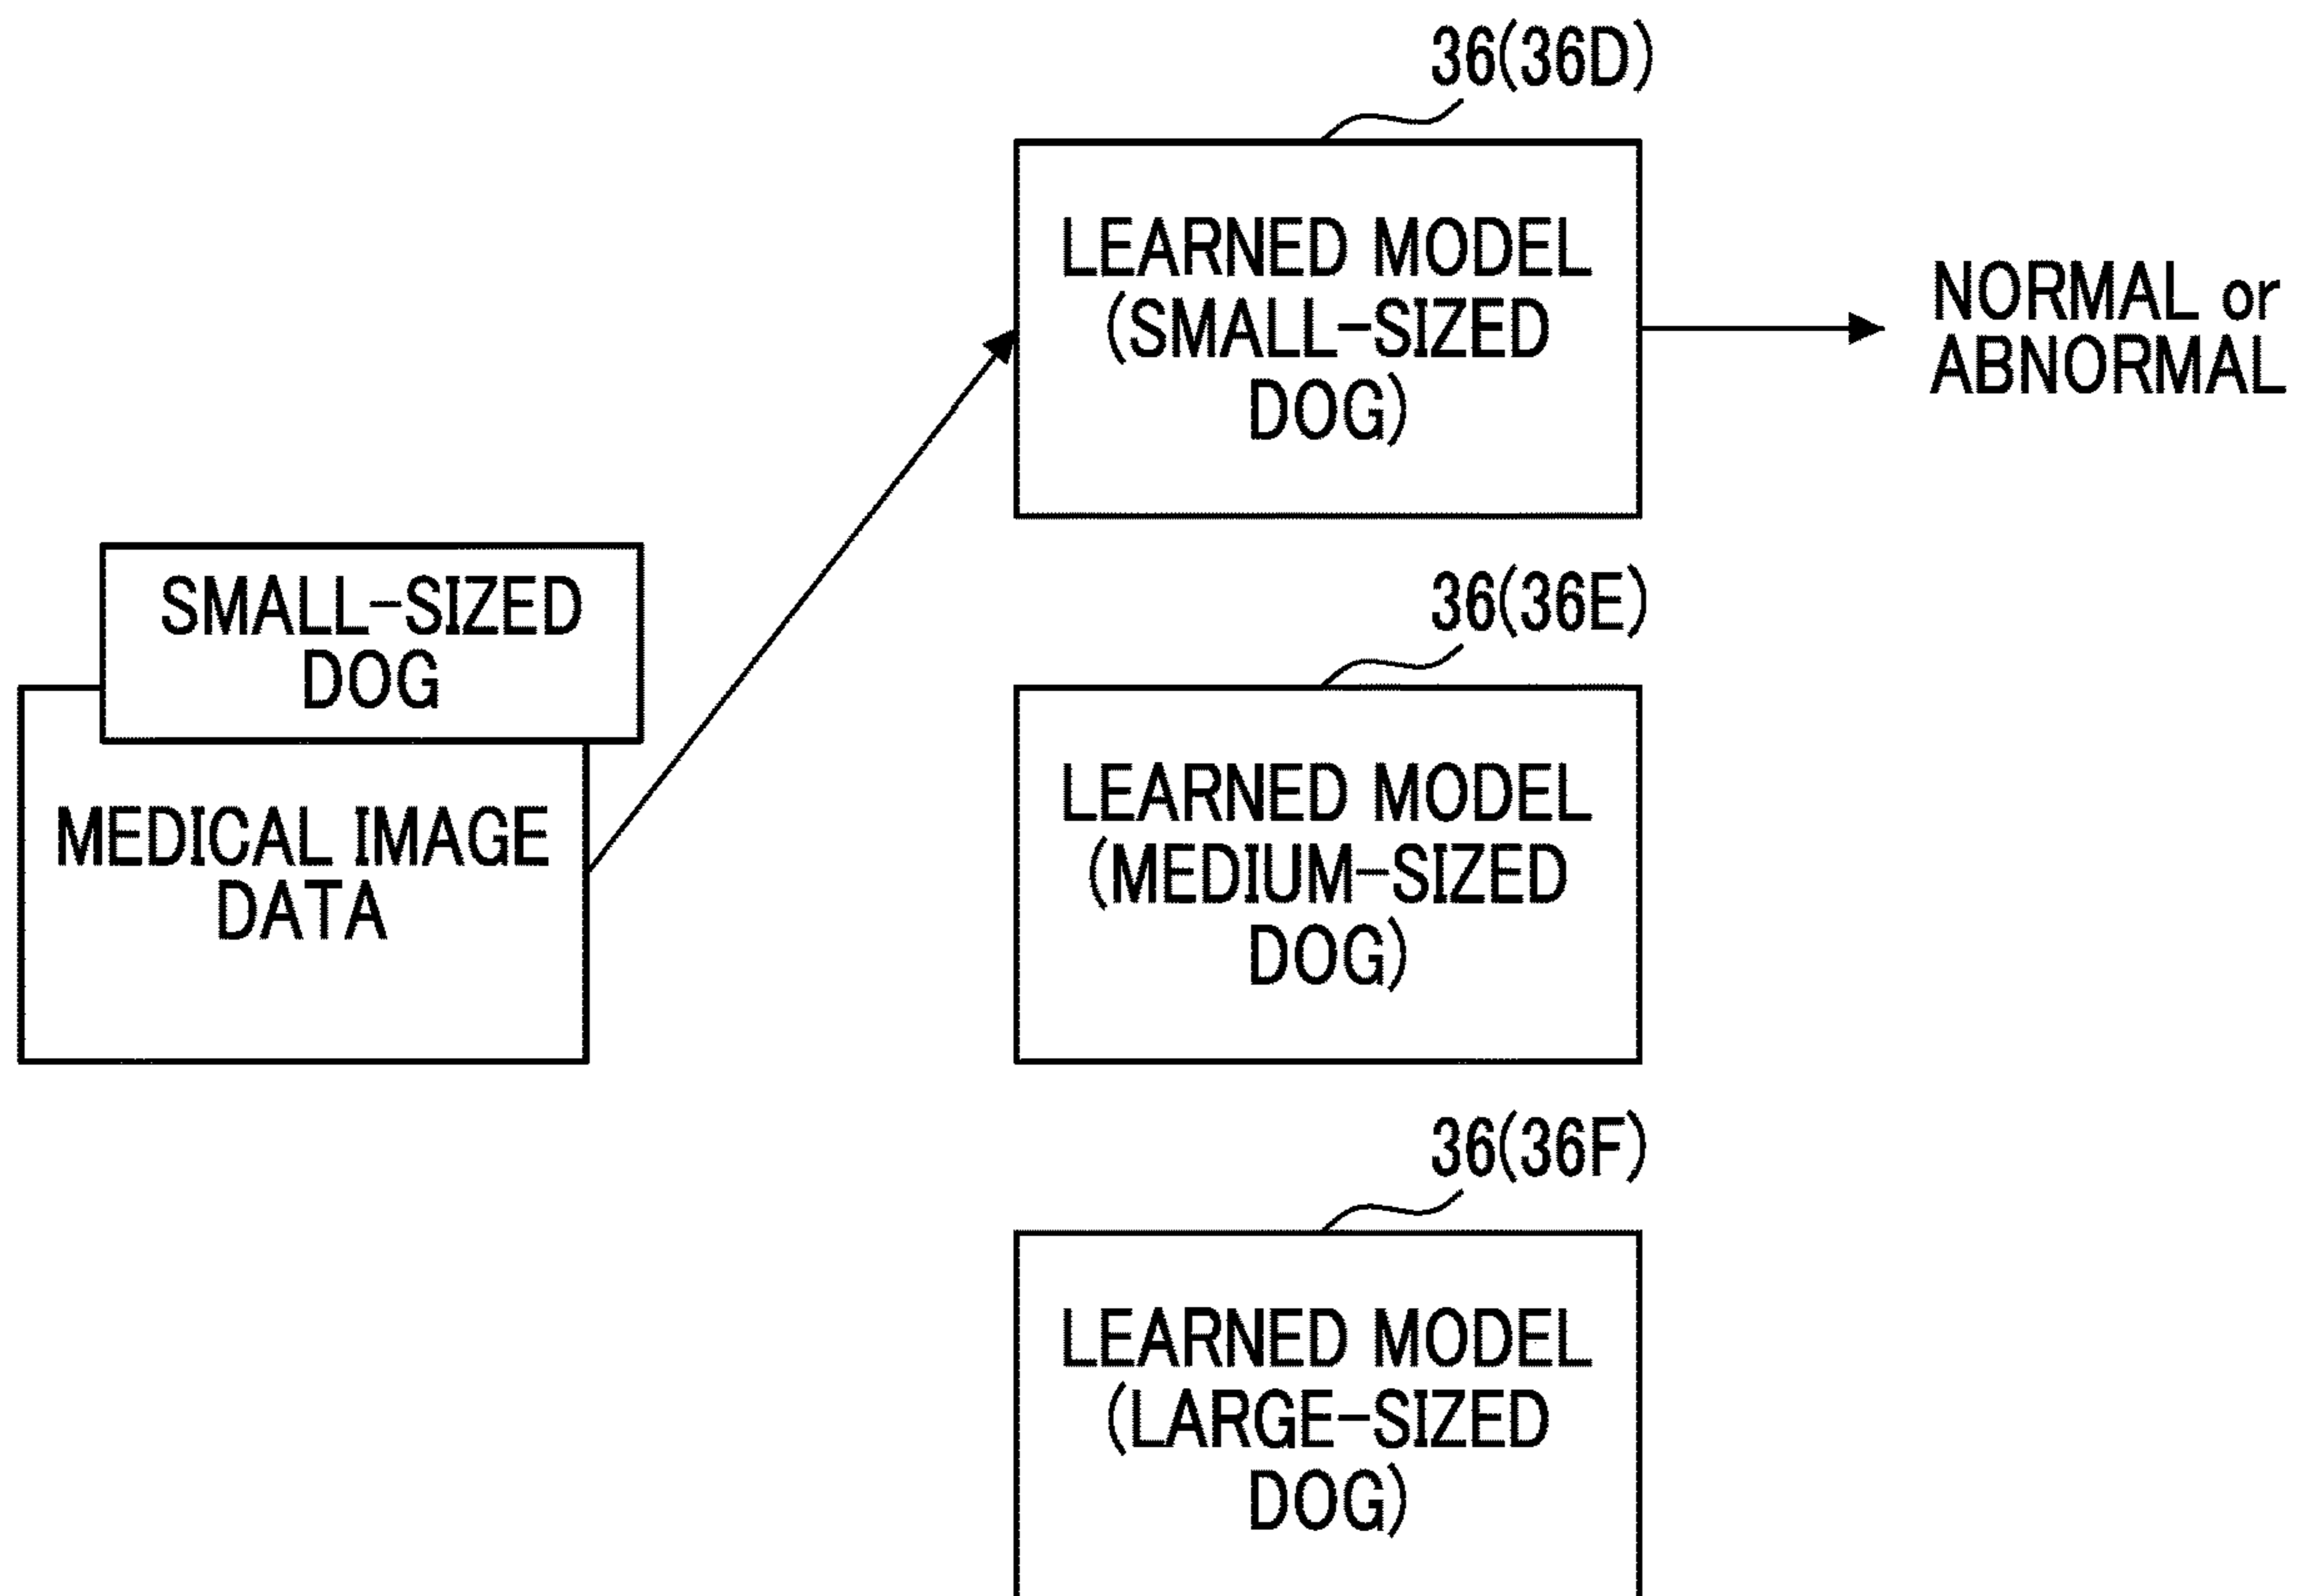 36(36D)
LEARNED MODEL
(SMALL-SIZED
DOG)
NORMAL or
ABNORMAL
SMALL-SIZED
DOG
MEDICAL IMAGE
DATA
36(36E)
LEARNED MODEL
(MEDIUM-SIZED
DOG)
36(36F)
LEARNED MODEL
(LARGE-SIZED
DOG)